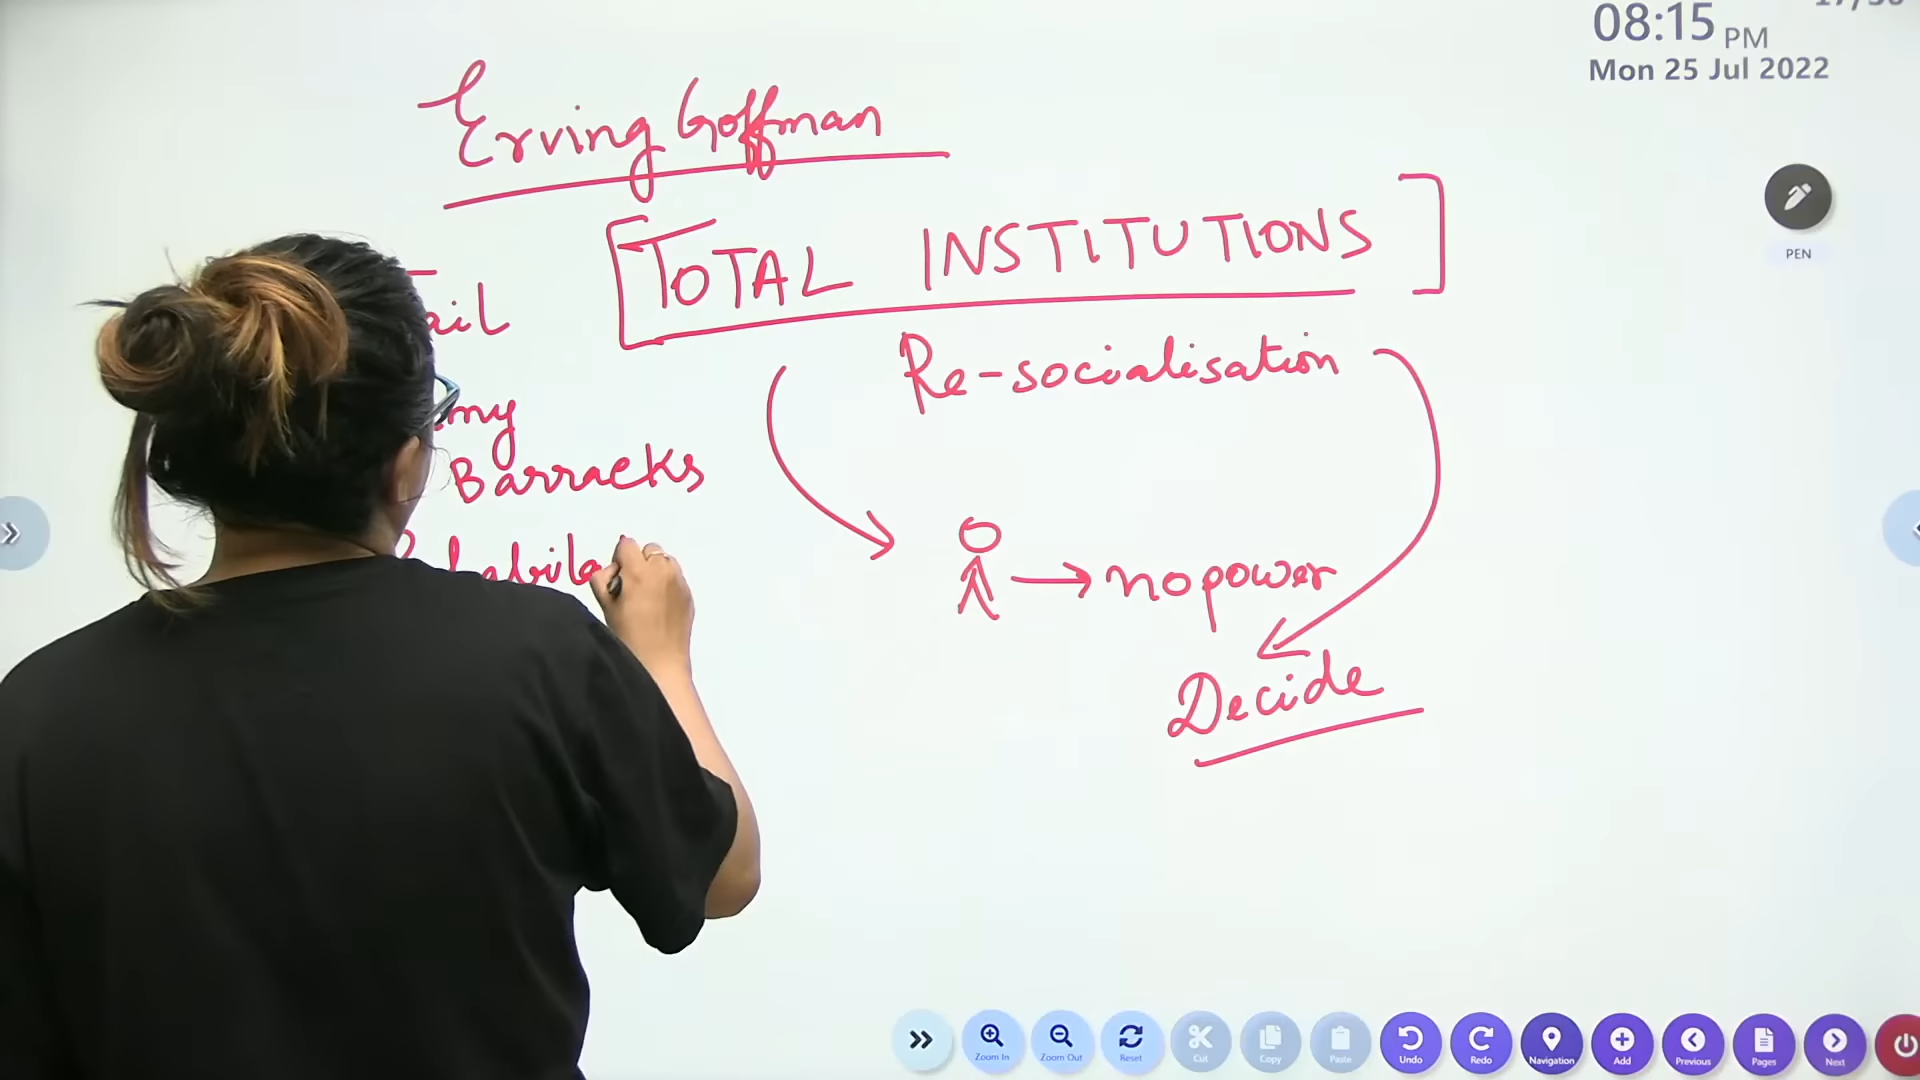 08:15 PM
Mon 25 Jul 2022
Erving Goffman
TOTAL INSTITUTIONS
Re-socialisation
Barracks
no power
Decide
PEN
Zoom In
Zoom Out
Reset
Cut
Copy
Paste
Undo
Redo
Navigation
Add
Previous
Pages
Next